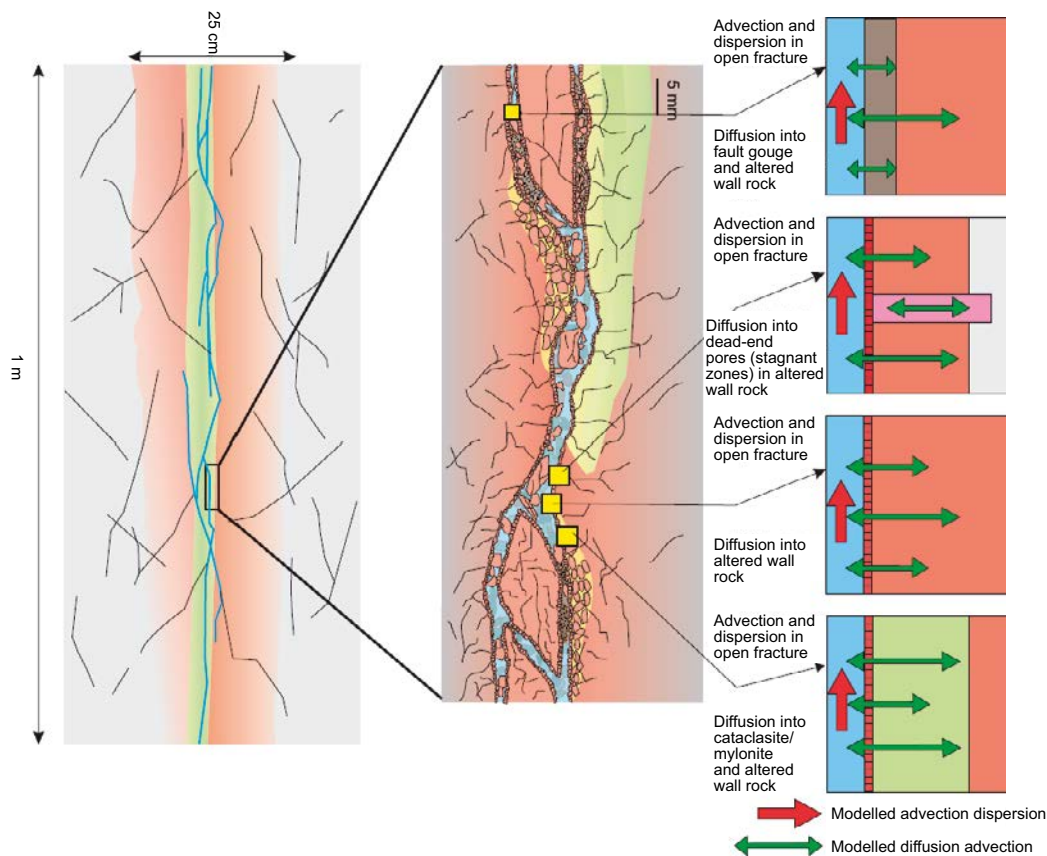 25 cm
1 m
5 mm
Advection and
dispersion in
open fracture
Diffusion into
fault gouge
and altered
wall rock
Advection and
dispersion in
open fracture
Diffusion into
dead-end
pores (stagnant
zones) in altered
wall rock
Advection and
dispersion in
open fracture
Diffusion into
altered wall
rock
Advection and
dispersion in
open fracture
Diffusion into
cataclasite/
mylonite
and altered
wall rock
Modelled advection dispersion
Modelled diffusion advection